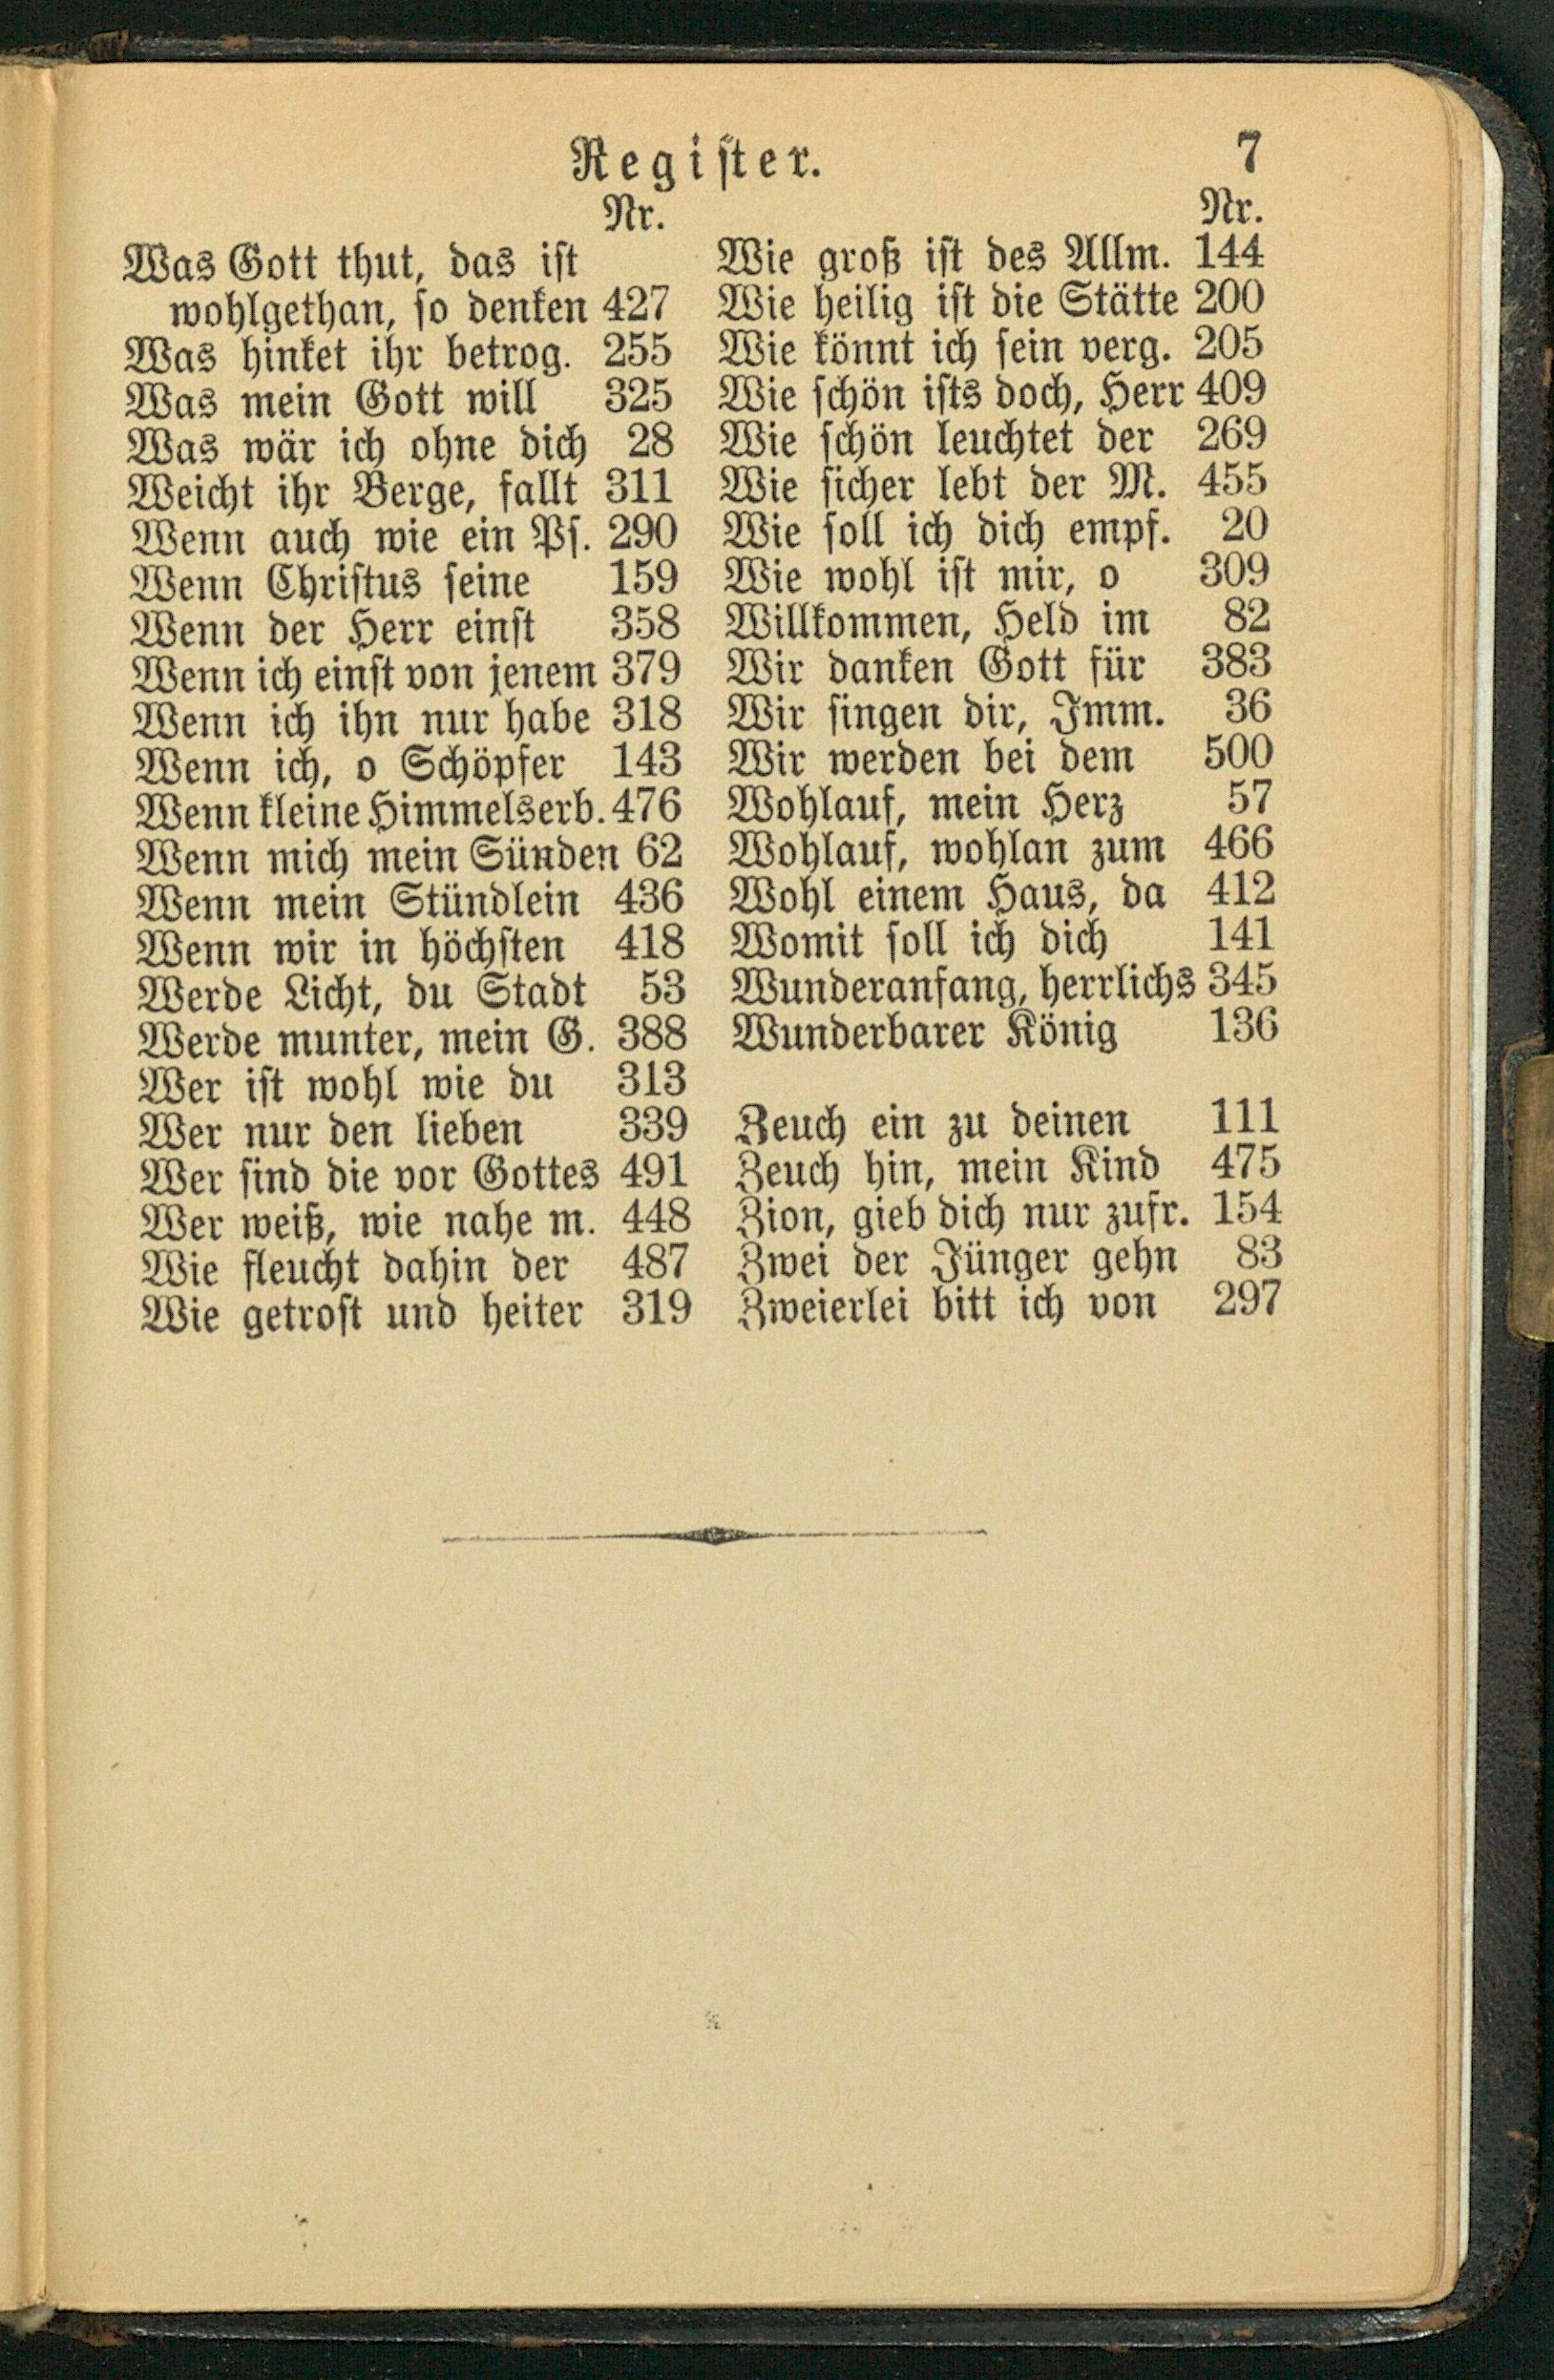 Register.
7
Nr.
Was Gott thut, das ist
wohlgethan, so denken 427
Was hinket ihr betrog. 255
Was mein Gott will 325
Was wär ich ohne dich 28
Weicht ihr Berge, fallt 311
Wenn auch wie ein Ps. 290
Wenn Christus seine 159
Wenn der Herr einst 358
Wenn ich einst von jenem 379
Wenn ich ihn nur habe 318
Wenn ich, o Schöpfer 143
Wenn kleine Himmelserb. 476
Wenn mich mein Sünden 62
Wenn mein Stündlein 436
Wenn wir in höchsten 418
Werde Licht, du Stadt 53
Werde munter, mein G. 388
Wer ist wohl wie du 313
Wer nur den lieben 339
Wer sind die vor Gottes 491
Wer weiß, wie nahe m. 448
Wie fleucht dahin der 487
Wie getrost und heiter 319
Nr.
Wie groß ist des Allm. 144
Wie heilig ist die Stätte 200
Wie könnt ich sein verg. 205
Wie schön ists doch, Herr 409
Wie schön leuchtet der 269
Wie sicher lebt der M. 455
Wie soll ich dich empf. 20
Wie wohl ist mir, o 309
Willkommen, Held im 82
Wir danken Gott für 383
Wir singen dir, Imm. 36
Wir werden bei dem 500
Wohlauf, mein Herz 57
Wohlauf, wohlan zum 466
Wohl einem Haus, da 412
Womit soll ich dich 141
Wunderanfang, herrlichs 345
Wunderbarer König 136
Zeuch ein zu deinen 111
Zeuch hin, mein Kind 475
Zion, gieb dich nur zufr. 154
Zwei der Jünger gehn 83
Zweierlei bitt ich von 297